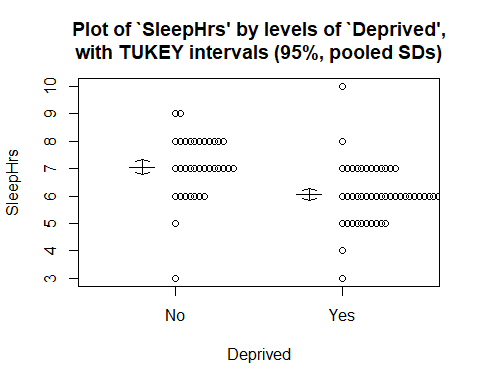 Plot of `SleepHrs' by levels of `Deprived',
with TUKEY intervals (95%, pooled SDs)
10
9
8
7
6
5
4
3
SleepHrs
No
Yes
Deprived